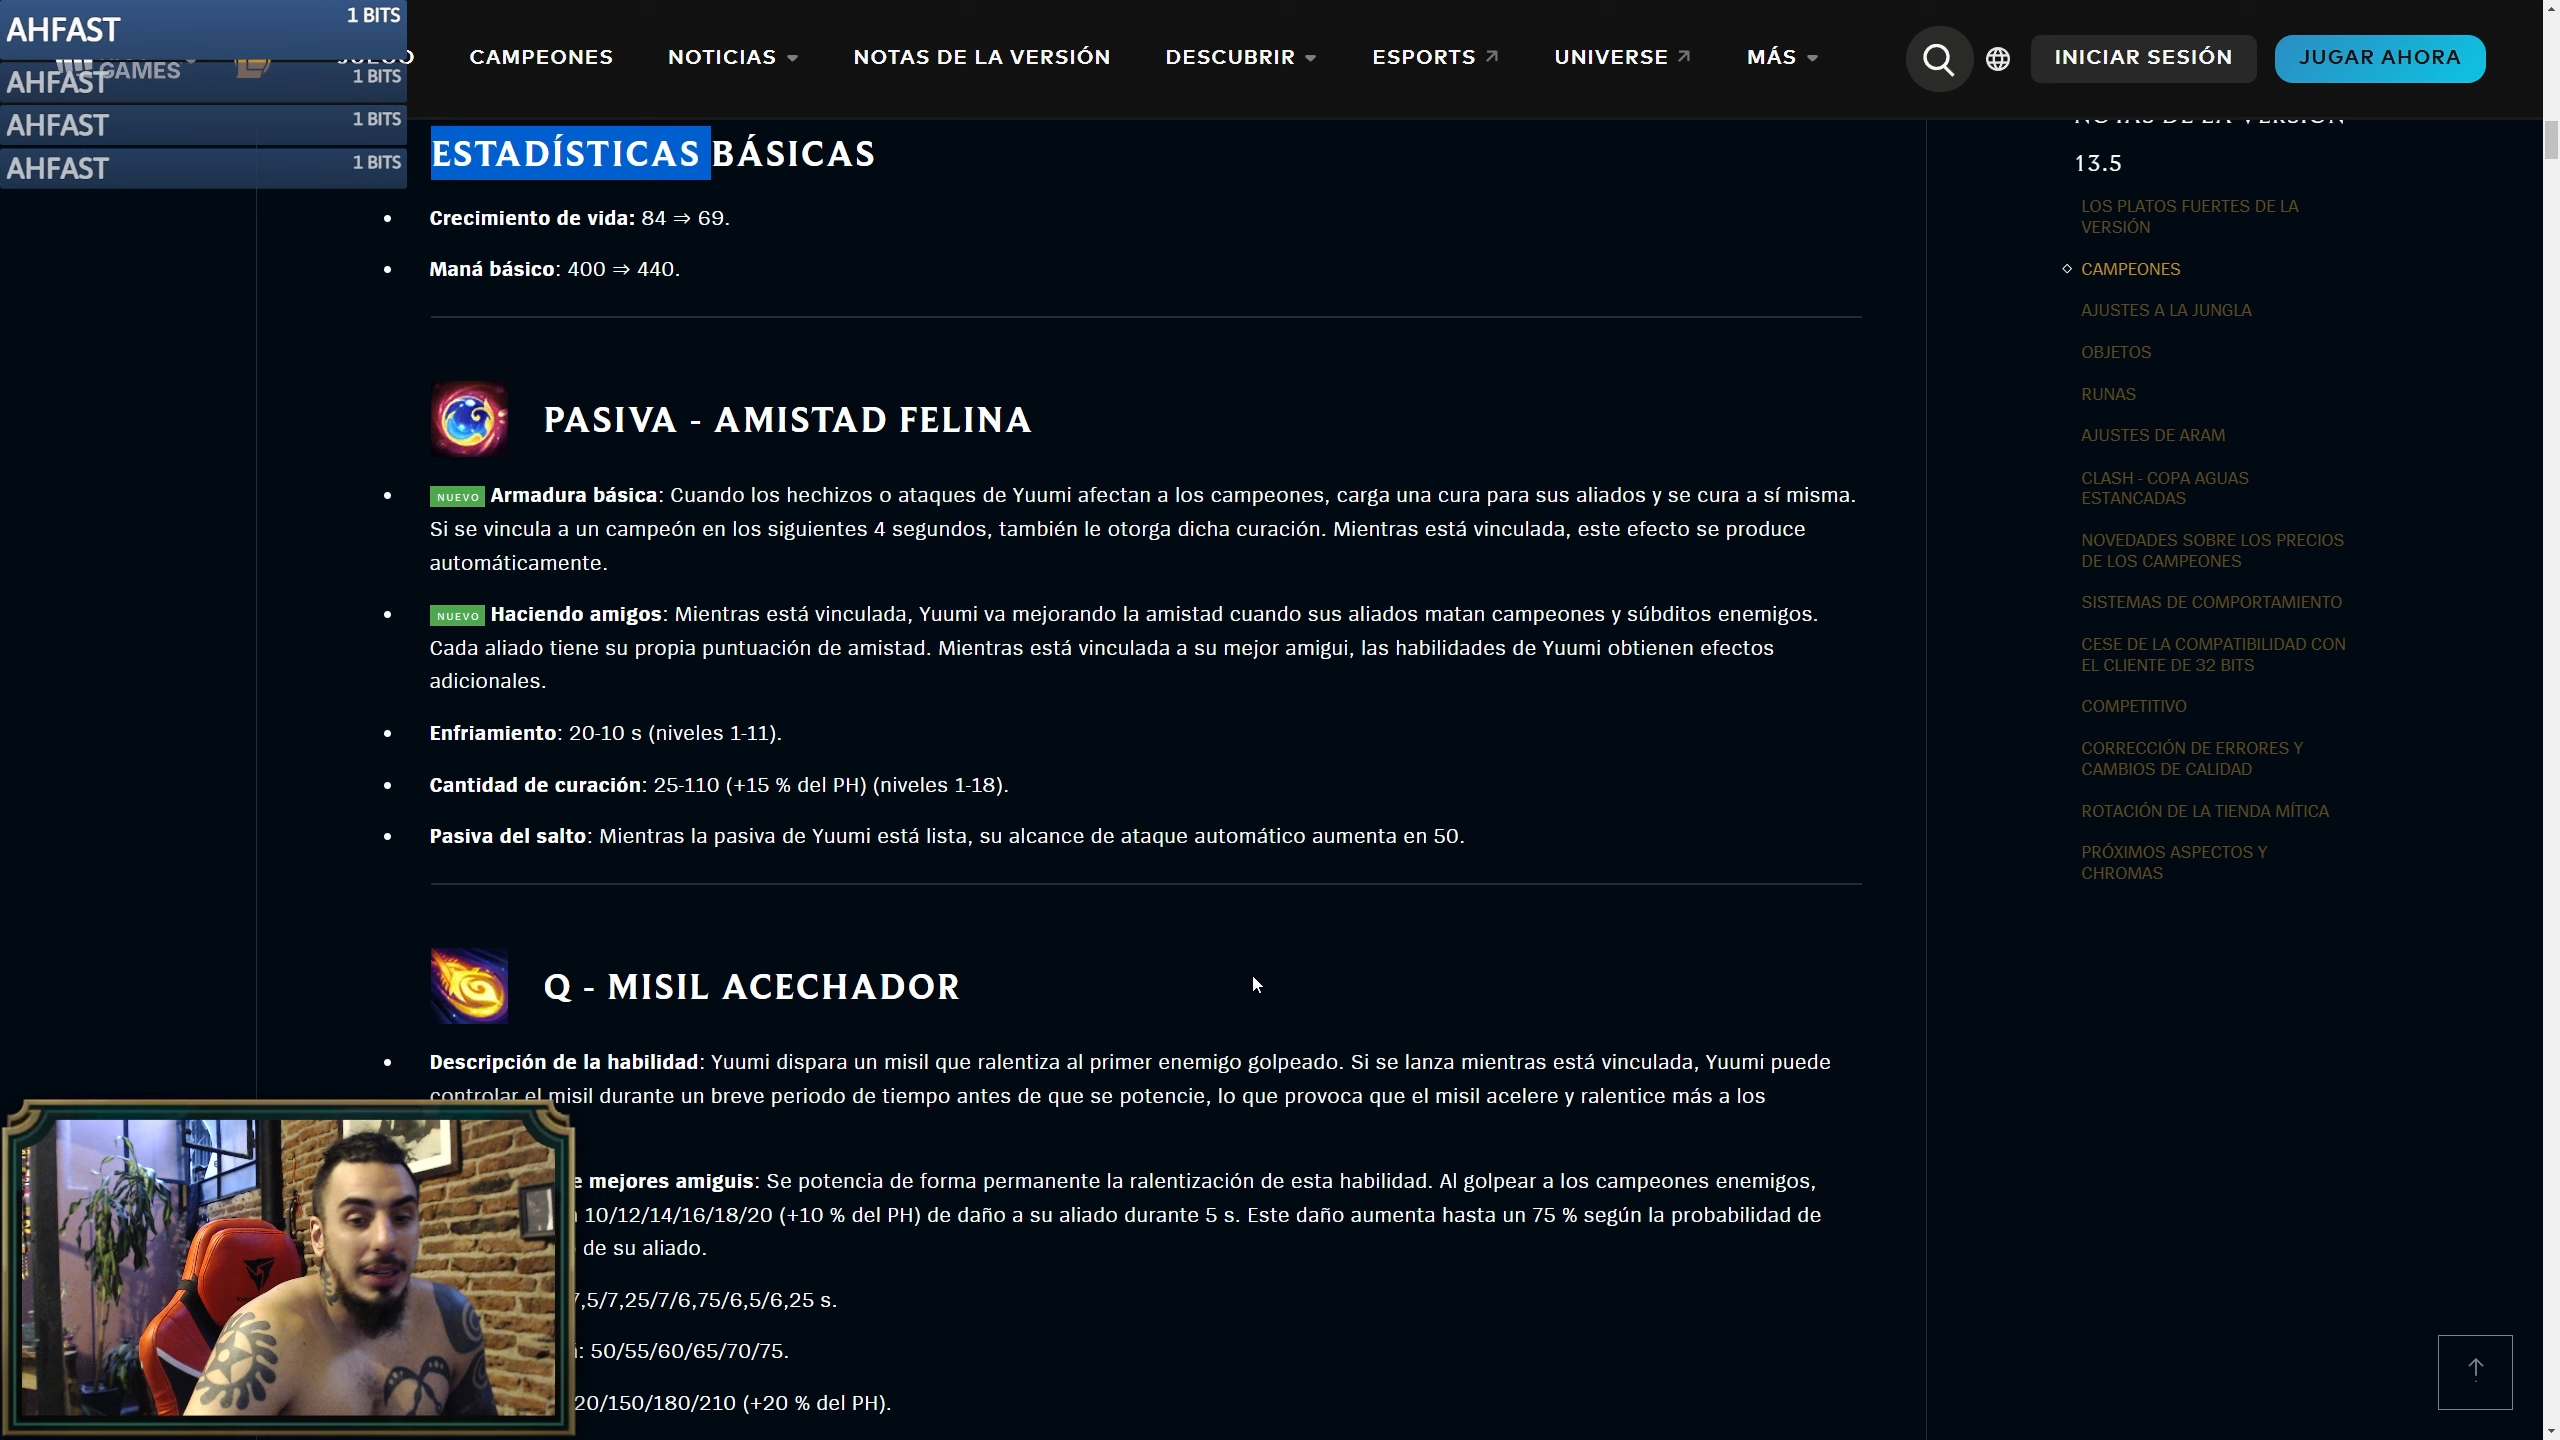 AHFAST 1 BITS
AHFAST 1 BITS
AHFAST 1 BITS
AHFAST 1 BITS
GAMES
JUEGO CAMPEONES NOTICIAS NOTAS DE LA VERSIÓN DESCUBRIR ESPORTS UNIVERSE MÁS INICIAR SESIÓN JUGAR AHORA
ESTADÍSTICAS BÁSICAS
Crecimiento de vida: 84 ⇒ 69.
Maná básico: 400 ⇒ 440.
PASIVA - AMISTAD FELINA
NUEVO Armadura básica: Cuando los hechizos o ataques de Yuumi afectan a los campeones, carga una cura para sus aliados y se cura a sí misma.
Si se vincula a un campeón en los siguientes 4 segundos, también le otorga dicha curación. Mientras está vinculada, este efecto se produce
automáticamente.
NUEVO Haciendo amigos: Mientras está vinculada, Yuumi va mejorando la amistad cuando sus aliados matan campeones y súbditos enemigos.
Cada aliado tiene su propia puntuación de amistad. Mientras está vinculada a su mejor amigui, las habilidades de Yuumi obtienen efectos
adicionales.
Enfriamiento: 20-10 s (niveles 1-11).
Cantidad de curación: 25-110 (+15 % del PH) (niveles 1-18).
Pasiva del salto: Mientras la pasiva de Yuumi está lista, su alcance de ataque automático aumenta en 50.
Q - MISIL ACECHADOR
Descripción de la habilidad: Yuumi dispara un misil que ralentiza al primer enemigo golpeado. Si se lanza mientras está vinculada, Yuumi puede
controlar el misil durante un breve periodo de tiempo antes de que se potencie, lo que provoca que el misil acelere y ralentice más a los
e mejores amiguis: Se potencia de forma permanente la ralentización de esta habilidad. Al golpear a los campeones enemigos,
10/12/14/16/18/20 (+10 % del PH) de daño a su aliado durante 5 s. Este daño aumenta hasta un 75 % según la probabilidad de
de su aliado.
7,5/7,25/7/6,75/6,5/6,25 s.
: 50/55/60/65/70/75.
20/150/180/210 (+20 % del PH).
NOTAS DE LA VERSIÓN
13.5
LOS PLATOS FUERTES DE LA
VERSIÓN
CAMPEONES
AJUSTES A LA JUNGLA
OBJETOS
RUNAS
AJUSTES DE ARAM
CLASH - COPA AGUAS
ESTANCADAS
NOVEDADES SOBRE LOS PRECIOS
DE LOS CAMPEONES
SISTEMAS DE COMPORTAMIENTO
CESE DE LA COMPATIBILIDAD CON
EL CLIENTE DE 32 BITS
COMPETITIVO
CORRECCIÓN DE ERRORES Y
CAMBIOS DE CALIDAD
ROTACIÓN DE LA TIENDA MÍTICA
PRÓXIMOS ASPECTOS Y
CHROMAS